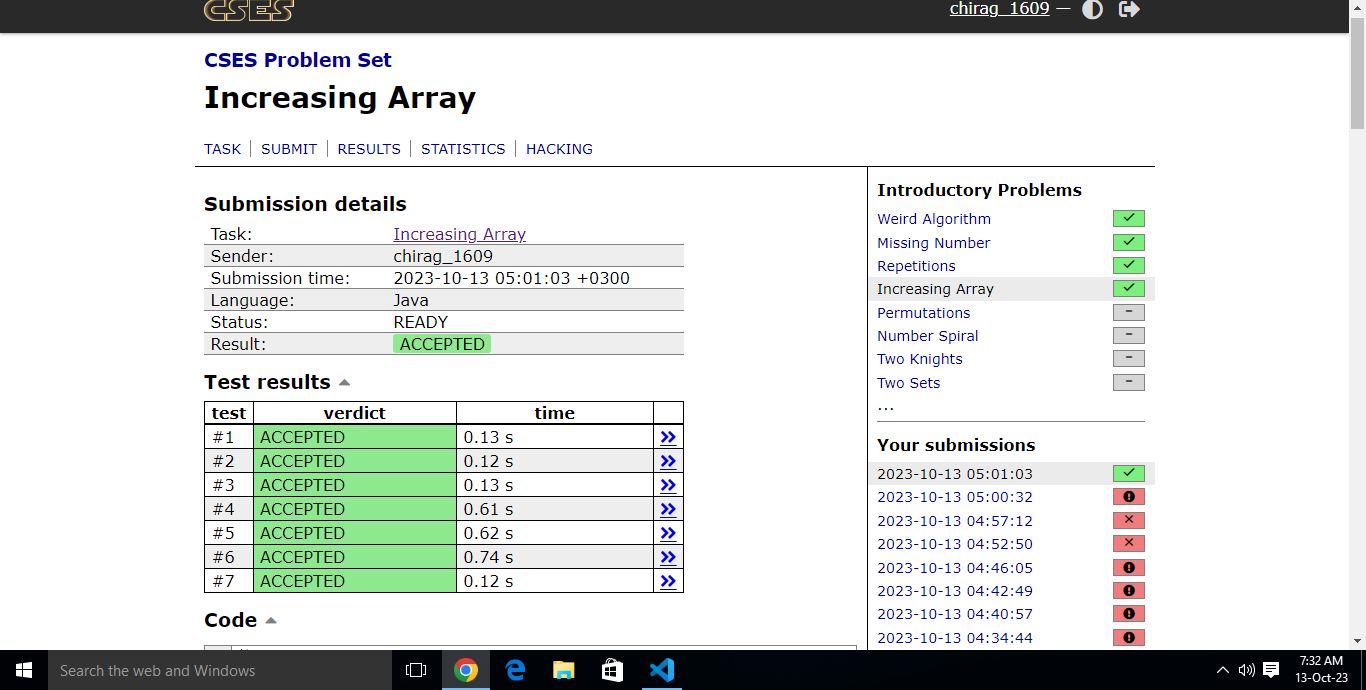 CSES
chirag_1609 —
CSES Problem Set
Increasing Array
TASK SUBMIT RESULTS STATISTICS HACKING
Submission details
Task: Increasing Array
Sender: chirag_1609
Submission time: 2023-10-13 05:01:03 +0300
Language: Java
Status: READY
Result: ACCEPTED
Test results
test verdict time
#1 ACCEPTED 0.13 s
#2 ACCEPTED 0.12 s
#3 ACCEPTED 0.13 s
#4 ACCEPTED 0.61 s
#5 ACCEPTED 0.62 s
#6 ACCEPTED 0.74 s
#7 ACCEPTED 0.12 s
Code
Introductory Problems
Weird Algorithm
Missing Number
Repetitions
Increasing Array
Permutations –
Number Spiral –
Two Knights –
Two Sets –
...
Your submissions
2023-10-13 05:01:03
2023-10-13 05:00:32
2023-10-13 04:57:12
2023-10-13 04:52:50
2023-10-13 04:46:05
2023-10-13 04:42:49
2023-10-13 04:40:57
2023-10-13 04:34:44
Search the web and Windows
7:32 AM
13-Oct-23